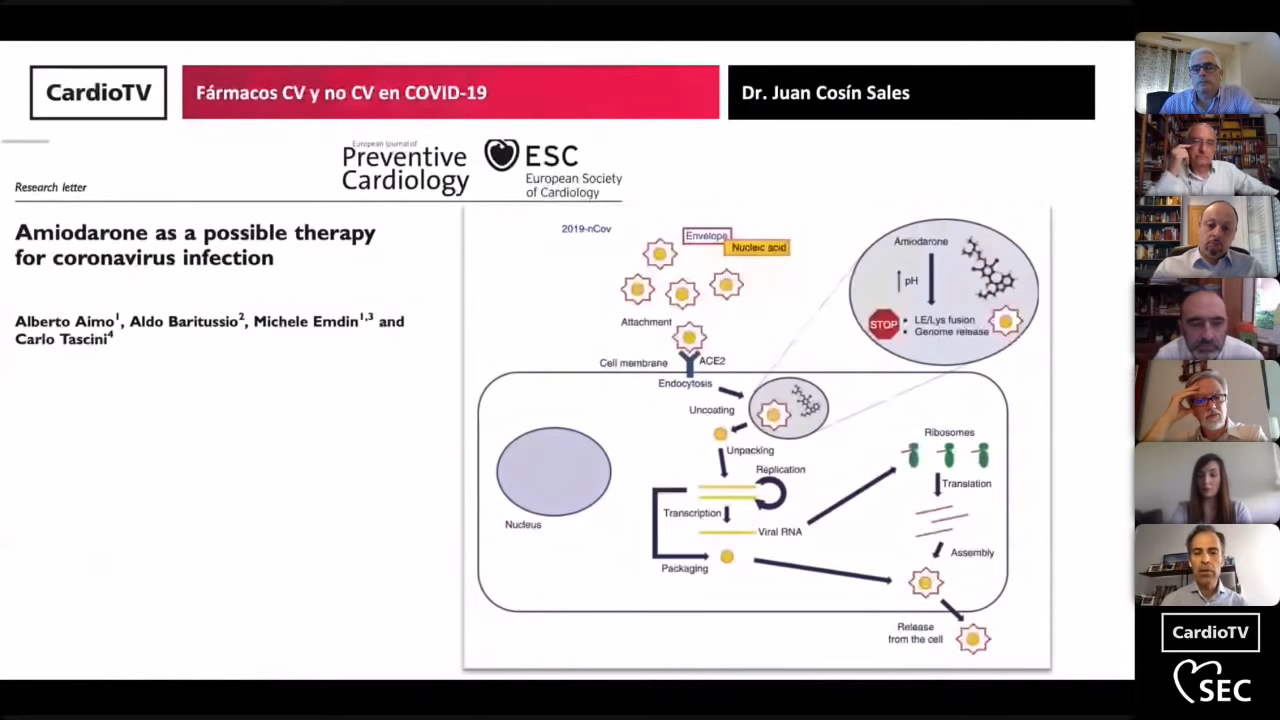 CardioTV
Fármacos CV y no CV en COVID-19
Dr. Juan Cosín Sales
European Journal of
Preventive
Cardiology
ESC
European Society
of Cardiology
Research letter
Amiodarone as a possible therapy
for coronavirus infection
Alberto Aimo1, Aldo Baritussio2, Michele Emdin1,3 and
Carlo Tascini4
2019-nCov
Envelope
Nucleic acid
Attachment
Cell membrane
ACE2
Endocytosis
Uncoating
Unpacking
Replication
Transcription
Viral RNA
Packaging
Nucleus
Amiodarone
↑ pH
STOP
• LE/Lys fusion
• Genome release
Ribosomes
Translation
Assembly
Release
from the cell
CardioTV
SEC